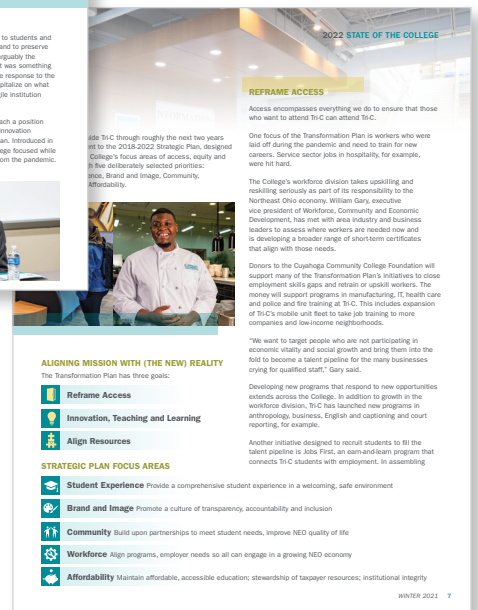 to students and
and to preserve
arguably the
t was something
e response to the
apitalize on what
gile institution
ach a position
innovation
an. Introduced in
ege focused while
om the pandemic.
2022 STATE OF THE COLLEGE
ide Tri-C through roughly the next two years
ent to the 2018-2022 Strategic Plan, designed
College's focus areas of access, equity and
h five deliberately selected priorities:
ence, Brand and Image, Community,
Affordability.
ALIGNING MISSION WITH (THE NEW) REALITY
The Transformation Plan has three goals:
Reframe Access
Innovation, Teaching and Learning
Align Resources
REFRAME ACCESS
Access encompasses everything we do to ensure that those
who want to attend Tri-C can attend Tri-C.
One focus of the Transformation Plan is workers who were
laid off during the pandemic and need to train for new
careers. Service sector jobs in hospitality, for example,
were hit hard.
The College's workforce division takes upskilling and
reskilling seriously as part of its responsibility to the
Northeast Ohio economy. William Gary, executive
vice president of Workforce, Community and Economic
Development, has met with area industry and business
leaders to assess where workers are needed now and
is developing a broader range of short-term certificates
that align with those needs.
Donors to the Cuyahoga Community College Foundation will
support many of the Transformation Plan's initiatives to close
employment skills gaps and retrain or upskill workers. The
money will support programs in manufacturing, IT, health care
and police and fire training at Tri-C. This includes expansion
of Tri-C's mobile unit fleet to take job training to more
companies and low-income neighborhoods.
"We want to target people who are not participating in
economic vitality and social growth and bring them into the
fold to become a talent pipeline for the many businesses
crying for qualified staff," Gary said.
Developing new programs that respond to new opportunities
extends across the College. In addition to growth in the
workforce division, Tri-C has launched new programs in
anthropology, business, English and captioning and court
reporting, for example.
Another initiative designed to recruit students to fill the
talent pipeline is Jobs First, an earn-and-learn program that
connects Tri-C students with employment. In assembling
STRATEGIC PLAN FOCUS AREAS
Student Experience Provide a comprehensive student experience in a welcoming, safe environment
Brand and Image Promote a culture of transparency, accountability and inclusion
Community Build upon partnerships to meet student needs, improve NEO quality of life
Workforce Align programs, employer needs so all can engage in a growing NEO economy
Affordability Maintain affordable, accessible education; stewardship of taxpayer resources; institutional integrity
WINTER 2021 7